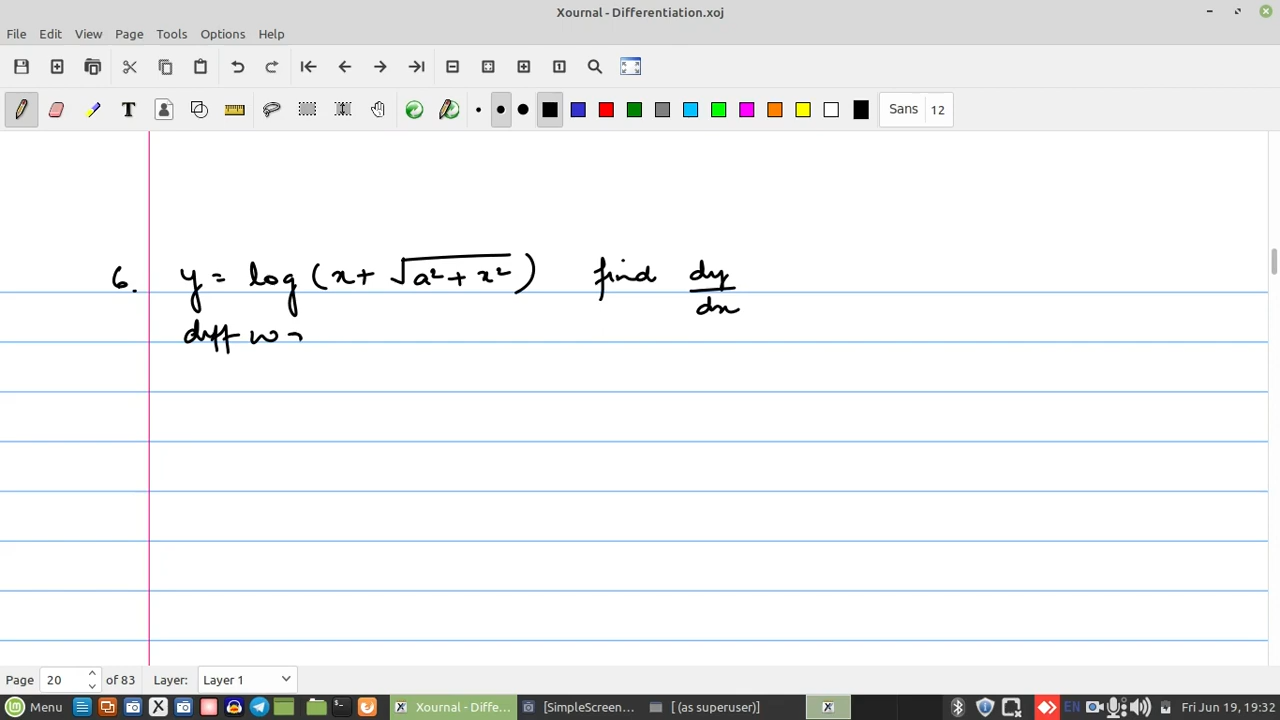 Xournal - Differentiation.xoj
File Edit View Page Tools Options Help
Sans 12
6. y = log (x + √a² + x²) find dy/dx
diff w
Page 20 of 83 Layer: Layer 1
Menu Xournal - Diffe... [SimpleScreen... [ (as superuser)] EN Fri Jun 19, 19:32